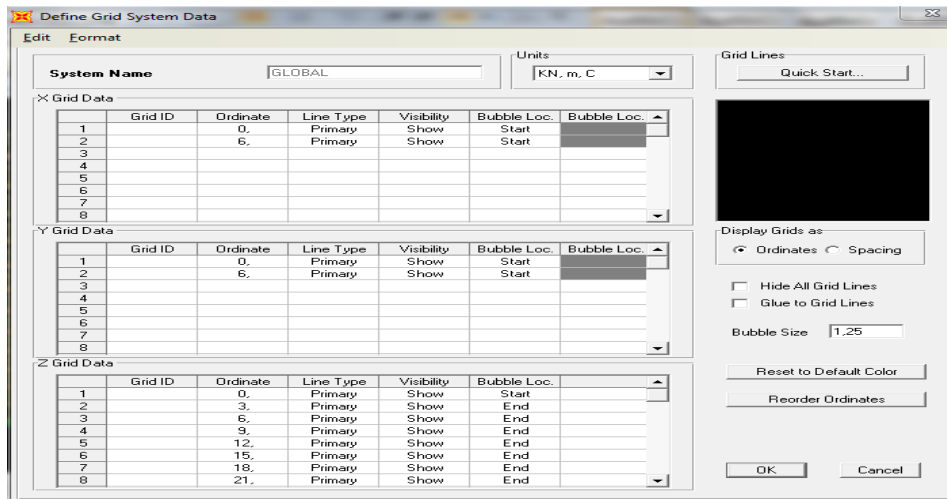 Define Grid System Data
Edit Format
System Name GLOBAL
Units
KN, m, C
Grid Lines
Quick Start...
X Grid Data
Grid ID Ordinate Line Type Visibility Bubble Loc. Bubble Loc.
1 0, Primary Show Start
2 6, Primary Show Start
3
4
5
6
7
8
Y Grid Data
Grid ID Ordinate Line Type Visibility Bubble Loc. Bubble Loc.
1 0, Primary Show Start
2 6, Primary Show Start
3
4
5
6
7
8
Z Grid Data
Grid ID Ordinate Line Type Visibility Bubble Loc.
1 0, Primary Show Start
2 3, Primary Show End
3 6, Primary Show End
4 9, Primary Show End
5 12, Primary Show End
6 15, Primary Show End
7 18, Primary Show End
8 21, Primary Show End
Display Grids as
Ordinates Spacing
Hide All Grid Lines
Glue to Grid Lines
Bubble Size 1,25
Reset to Default Color
Reorder Ordinates
OK Cancel